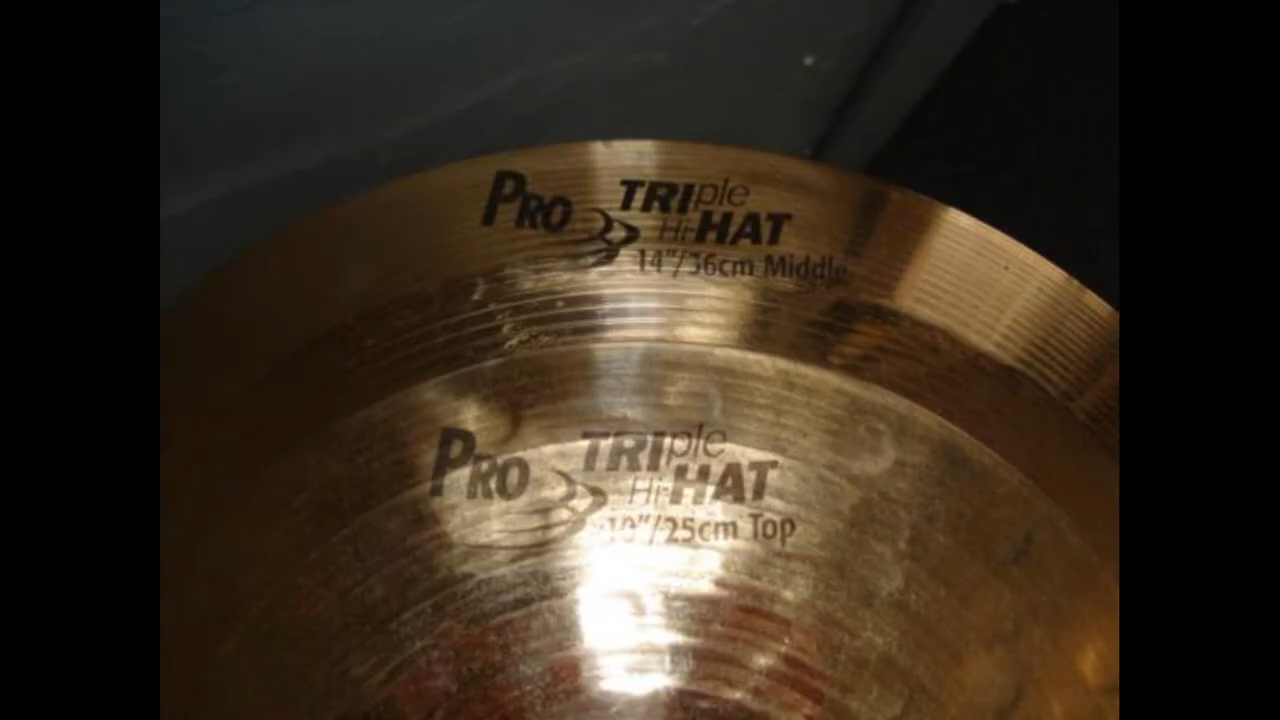 PRO TRIple
Hi-HAT
14"/36cm Middle
PRO TRIple
Hi-HAT
10"/25cm Top